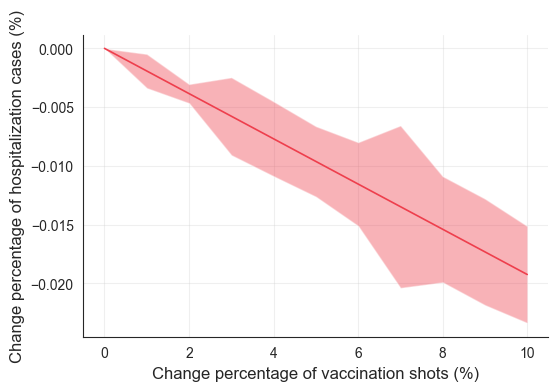 Change percentage of hospitalization cases (%)
0.000
−0.005
−0.010
−0.015
−0.020
0 2 4 6 8 10
Change percentage of vaccination shots (%)